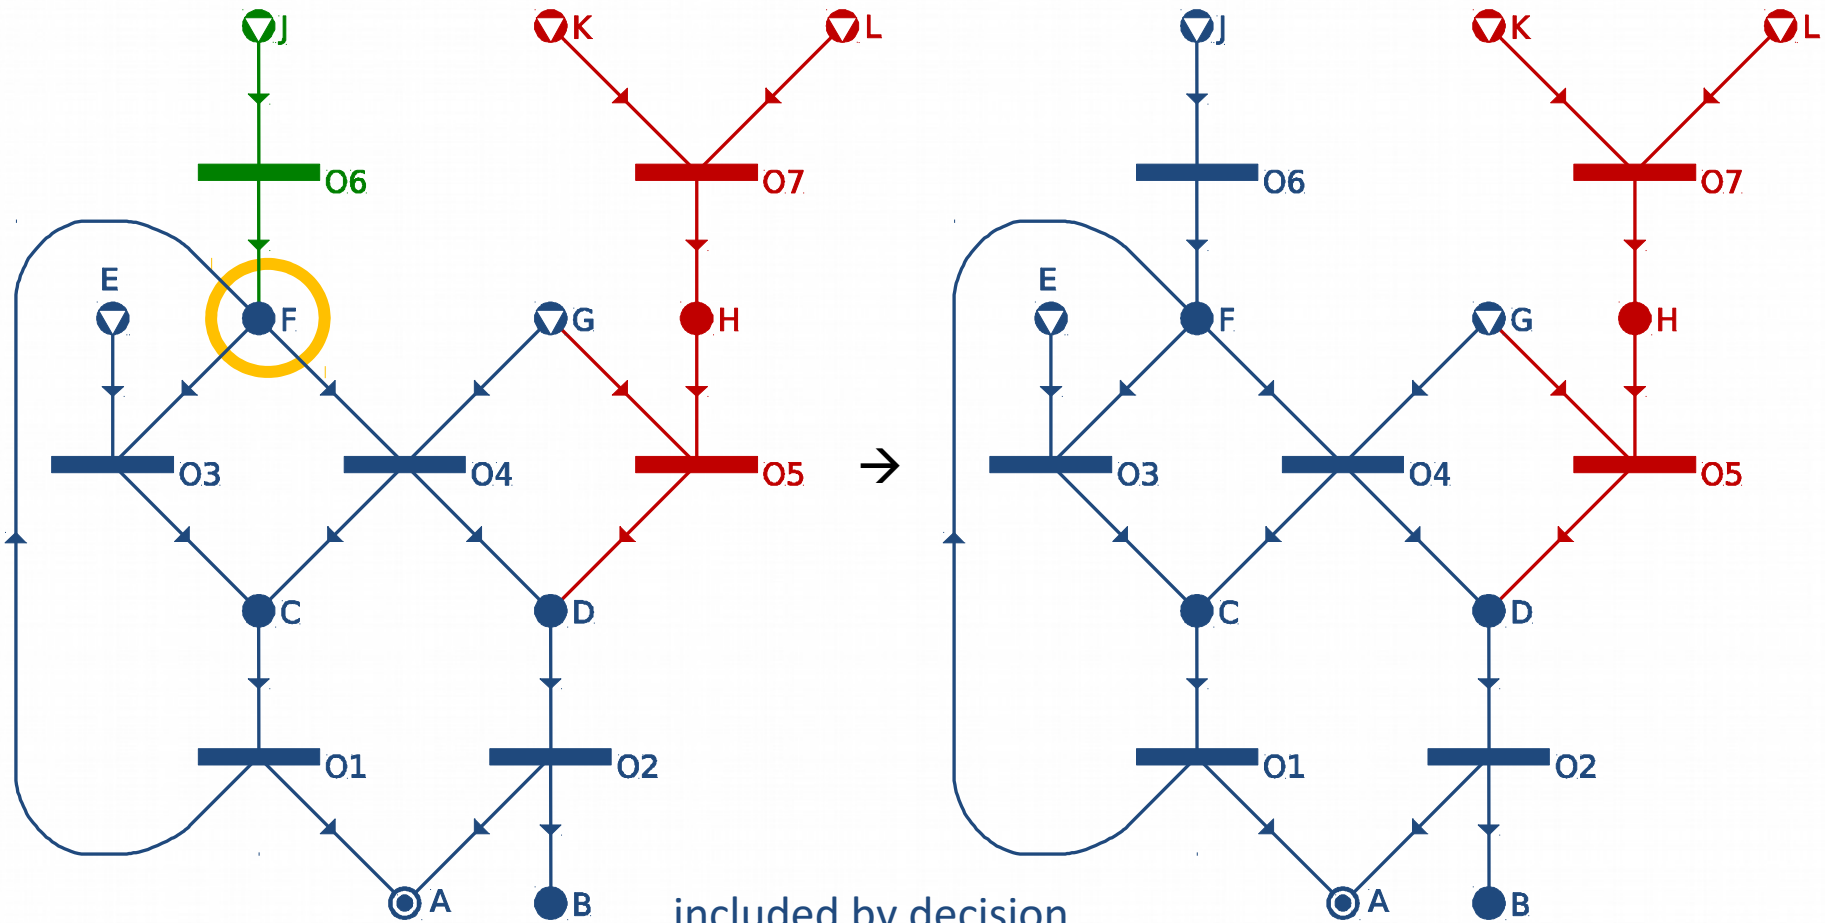 J K L J K L
O6 O7 O6 O7
E F G H E F G H
O3 O4 O5 → O3 O4 O5
C D C D
O1 O2 O1 O2
A B A B
included by decision